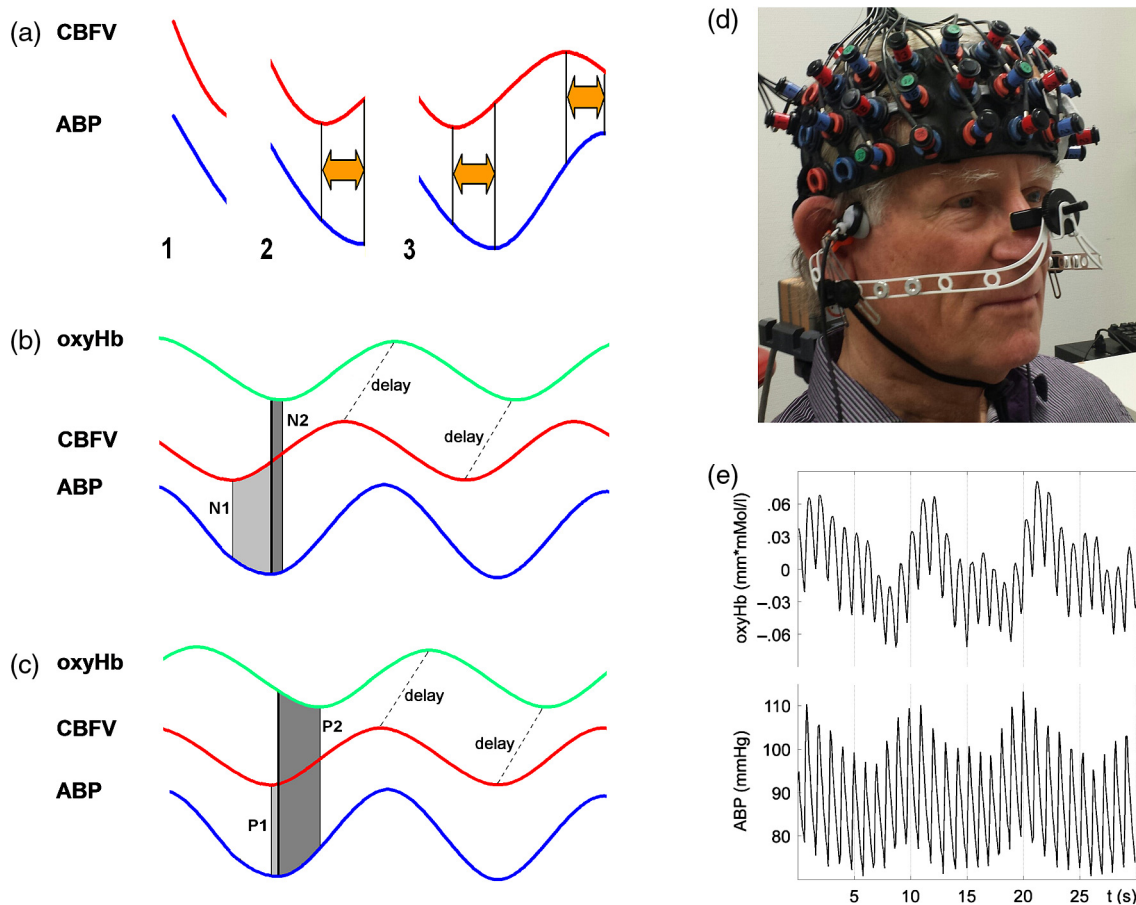 (a)
CBFV
ABP
1 2 3
(b)
oxyHb
delay
N2
CBFV
delay
ABP
N1
(c)
oxyHb
delay
CBFV
P2
delay
ABP
P1
(d)
(e)
oxyHb (mm*mMol/l)
.06
.03
0
–.03
–.06
ABP (mmHg)
110
100
90
80
5 10 15 20 25 t (s)